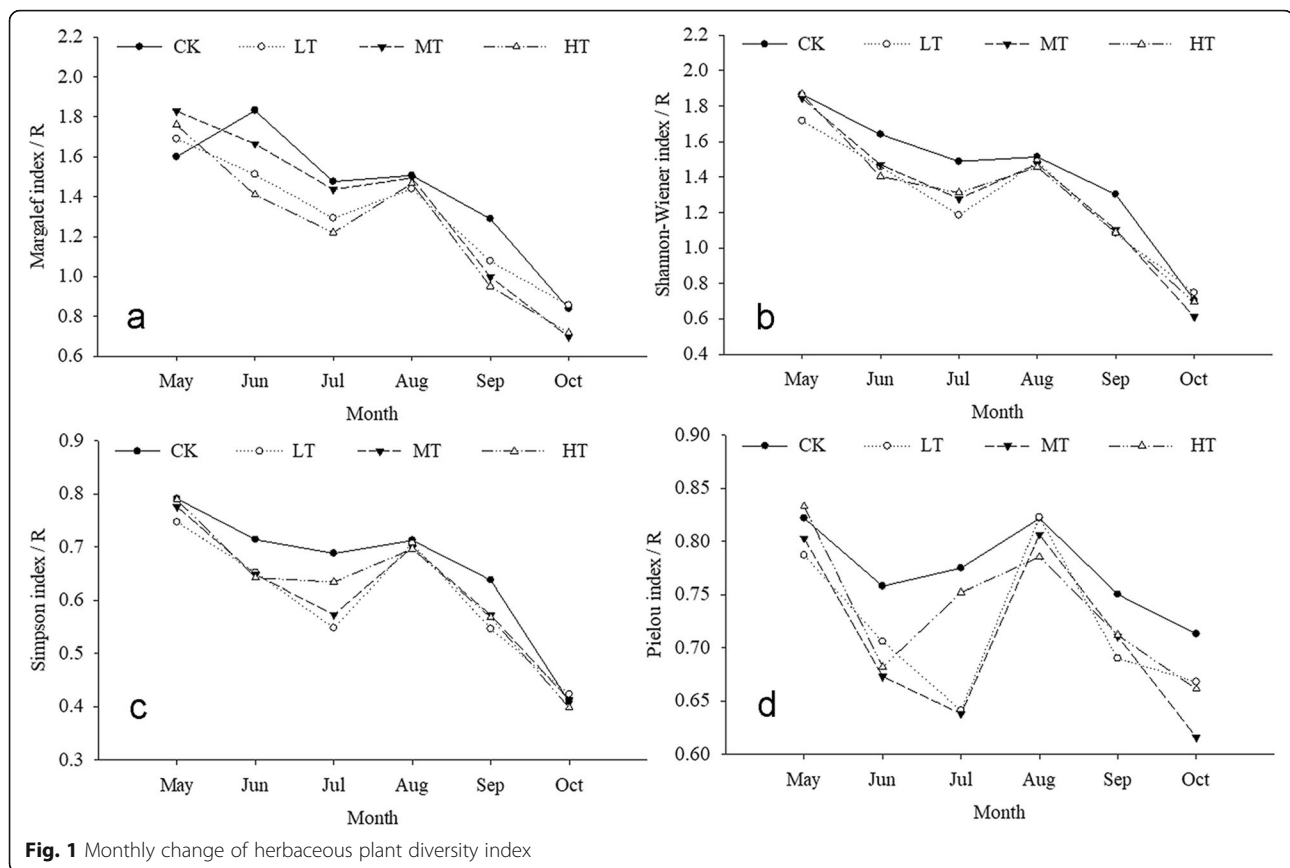 CK LT MT HT
2.2
2.0
1.8
1.6
1.4
1.2
1.0
0.8
0.6
Margalef index / R
a
May Jun Jul Aug Sep Oct
Month
CK LT MT HT
2.2
2.0
1.8
1.6
1.4
1.2
1.0
0.8
0.6
0.4
Shannon-Wiener index / R
b
May Jun Jul Aug Sep Oct
Month
CK LT MT HT
0.9
0.8
0.7
0.6
0.5
0.4
0.3
Simpson index / R
c
May Jun Jul Aug Sep Oct
Month
CK LT MT HT
0.90
0.85
0.80
0.75
0.70
0.65
0.60
Pielou index / R
d
May Jun Jul Aug Sep Oct
Month
Fig. 1 Monthly change of herbaceous plant diversity index